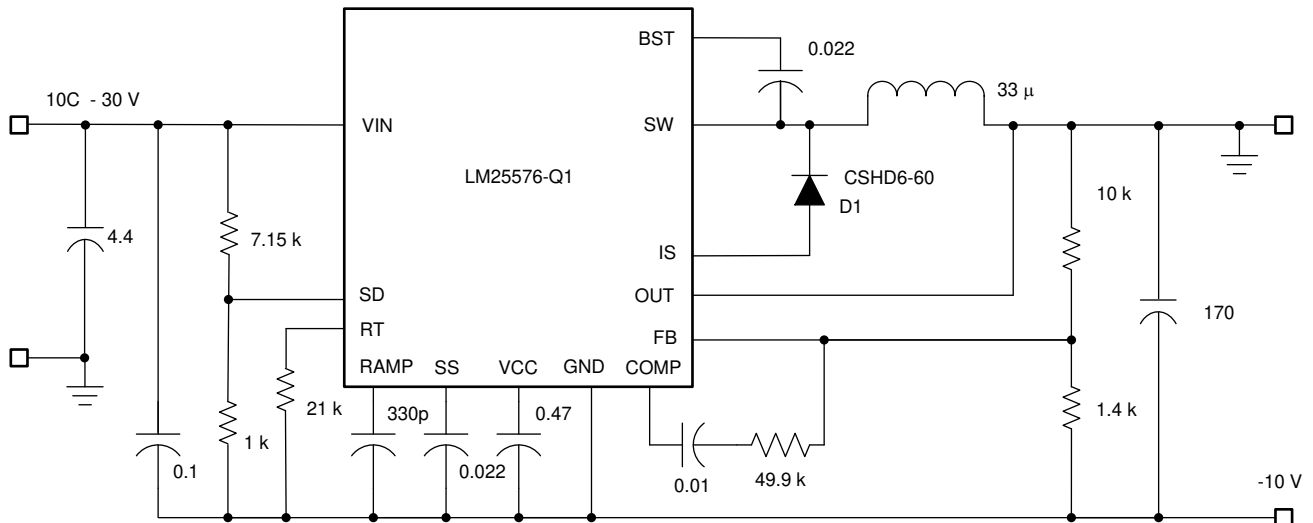 BST
0.022
10C - 30 V
33 μ
VIN
SW
LM25576-Q1
CSHD6-60
D1
10 k
4.4
7.15 k
IS
SD
OUT
170
RT
FB
RAMP
SS
VCC
GND
COMP
21 k
330p
0.47
1.4 k
1 k
0.1
0.022
0.01
49.9 k
-10 V